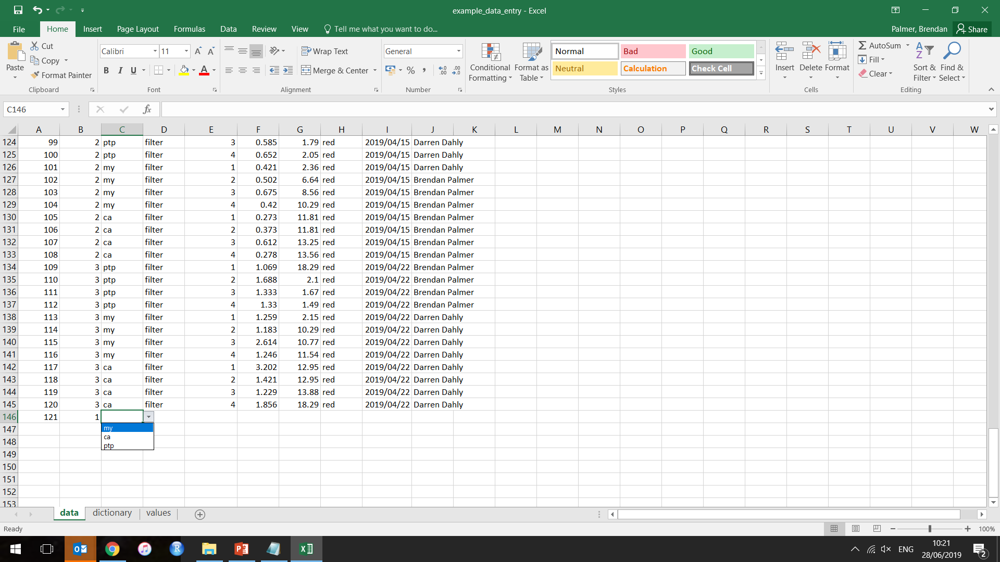 example_data_entry - Excel
File Home Insert Page Layout Formulas Data Review View Tell me what you want to do... Palmer, Brendan Share
Paste Cut Copy Format Painter Clipboard
Calibri 11 A A B I U A Font
Wrap Text Merge & Center Alignment
General % , .00 .0 Number
Conditional Formatting Format as Table
Normal Bad Good
Neutral Calculation Check Cell
Styles
Insert Delete Format Cells
AutoSum Fill Clear Sort & Filter Find & Select Editing
C146 fx
A B C D E F G H I J K L M N O P Q R S T U V W
124 99 2 ptp filter 3 0.585 1.79 red 2019/04/15 Darren Dahly
125 100 2 ptp filter 4 0.652 2.05 red 2019/04/15 Darren Dahly
126 101 2 my filter 1 0.421 2.36 red 2019/04/15 Darren Dahly
127 102 2 my filter 2 0.502 6.64 red 2019/04/15 Brendan Palmer
128 103 2 my filter 3 0.675 8.56 red 2019/04/15 Brendan Palmer
129 104 2 my filter 4 0.42 10.29 red 2019/04/15 Brendan Palmer
130 105 2 ca filter 1 0.273 11.81 red 2019/04/15 Brendan Palmer
131 106 2 ca filter 2 0.373 11.81 red 2019/04/15 Brendan Palmer
132 107 2 ca filter 3 0.612 13.25 red 2019/04/15 Brendan Palmer
133 108 2 ca filter 4 0.278 13.56 red 2019/04/15 Brendan Palmer
134 109 3 ptp filter 1 1.069 18.29 red 2019/04/22 Brendan Palmer
135 110 3 ptp filter 2 1.688 2.1 red 2019/04/22 Brendan Palmer
136 111 3 ptp filter 3 1.333 1.67 red 2019/04/22 Brendan Palmer
137 112 3 ptp filter 4 1.33 1.49 red 2019/04/22 Brendan Palmer
138 113 3 my filter 1 1.259 2.15 red 2019/04/22 Darren Dahly
139 114 3 my filter 2 1.183 10.29 red 2019/04/22 Darren Dahly
140 115 3 my filter 3 2.614 10.77 red 2019/04/22 Darren Dahly
141 116 3 my filter 4 1.246 11.54 red 2019/04/22 Darren Dahly
142 117 3 ca filter 1 3.202 12.95 red 2019/04/22 Darren Dahly
143 118 3 ca filter 2 1.421 12.95 red 2019/04/22 Darren Dahly
144 119 3 ca filter 3 1.229 13.88 red 2019/04/22 Darren Dahly
145 120 3 ca filter 4 1.856 18.29 red 2019/04/22 Darren Dahly
146 121 1
147 my
148 ca
149 ptp
150
151
152
153
data dictionary values
Ready 100%
ENG 10:21
28/06/2019 2